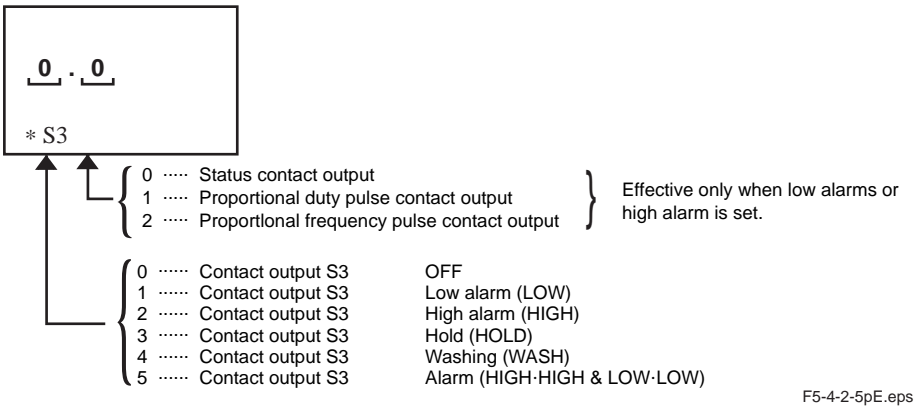 0 . 0
* S3
0 ····· Status contact output
1 ····· Proportional duty pulse contact output
2 ····· Proportlonal frequency pulse contact output
Effective only when low alarms or
high alarm is set.
0 ······ Contact output S3 OFF
1 ······ Contact output S3 Low alarm (LOW)
2 ······ Contact output S3 High alarm (HIGH)
3 ······ Contact output S3 Hold (HOLD)
4 ······ Contact output S3 Washing (WASH)
5 ······ Contact output S3 Alarm (HIGH·HIGH & LOW·LOW)
F5-4-2-5pE.eps